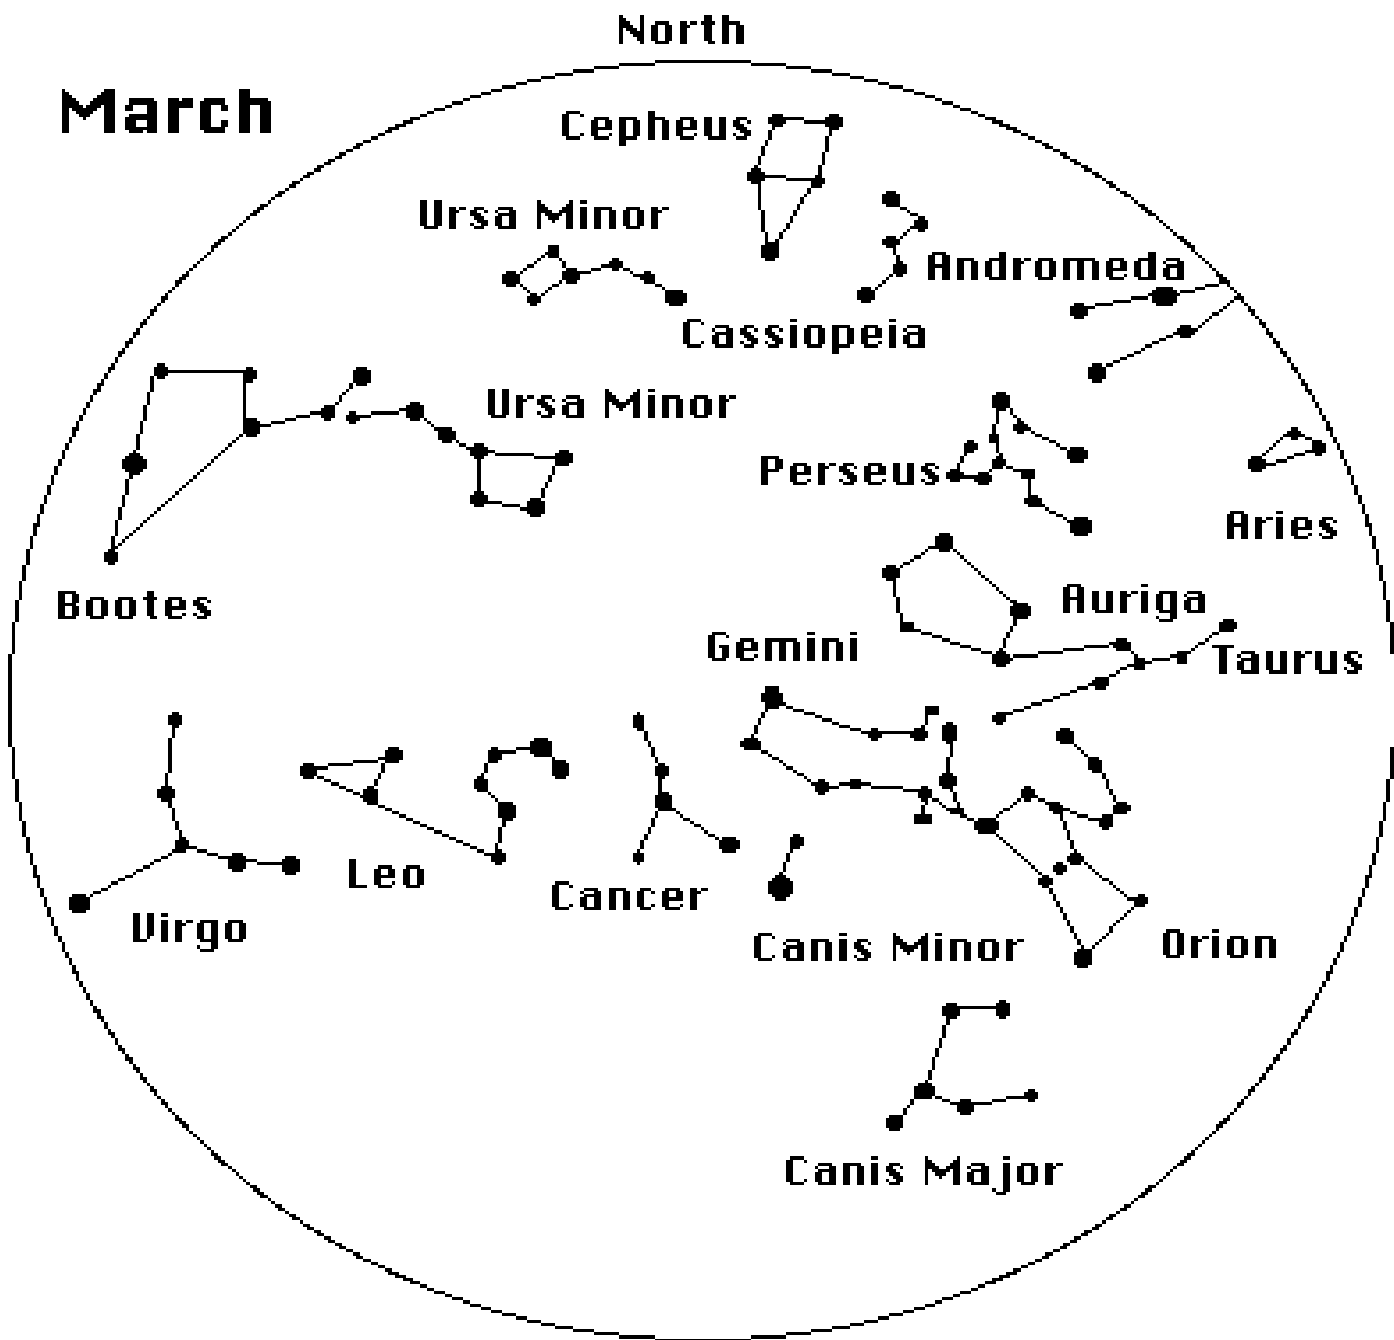 North
March
Cepheus
Ursa Minor
Andromeda
Cassiopeia
Ursa Minor
Perseus
Aries
Bootes
Auriga
Gemini
Taurus
Leo
Cancer
Virgo
Canis Minor
Orion
Canis Major